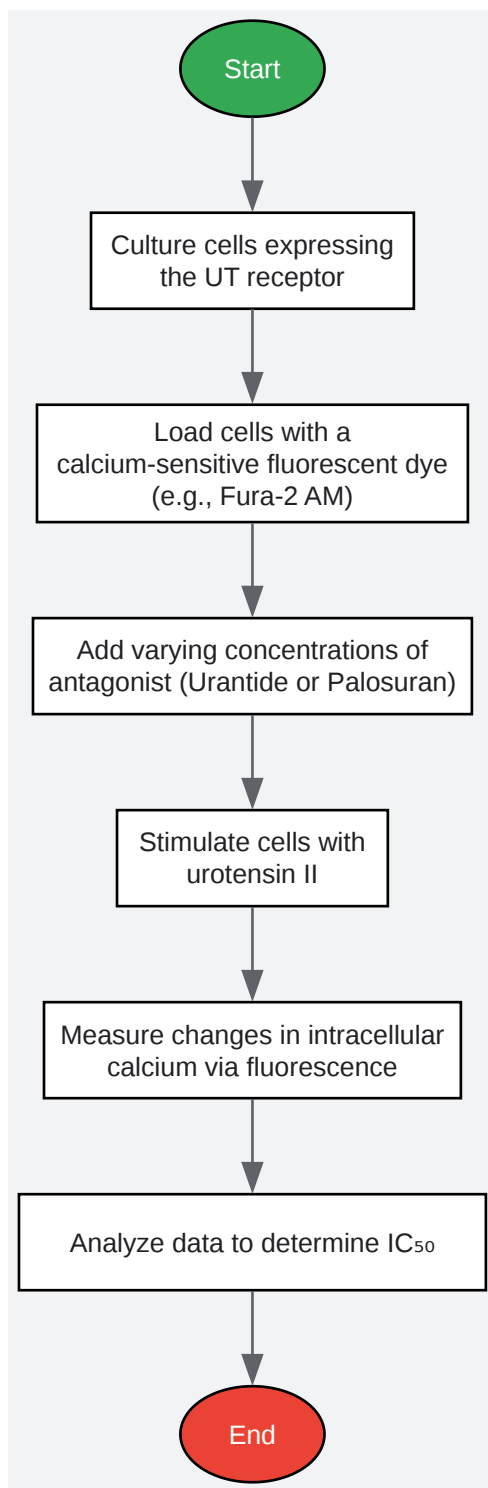 Start
Culture cells expressing
the UT receptor
Load cells with a
calcium-sensitive fluorescent dye
(e.g., Fura-2 AM)
Add varying concentrations of
antagonist (Urantide or Palosuran)
Stimulate cells with
urotensin II
Measure changes in intracellular
calcium via fluorescence
Analyze data to determine IC₅₀
End